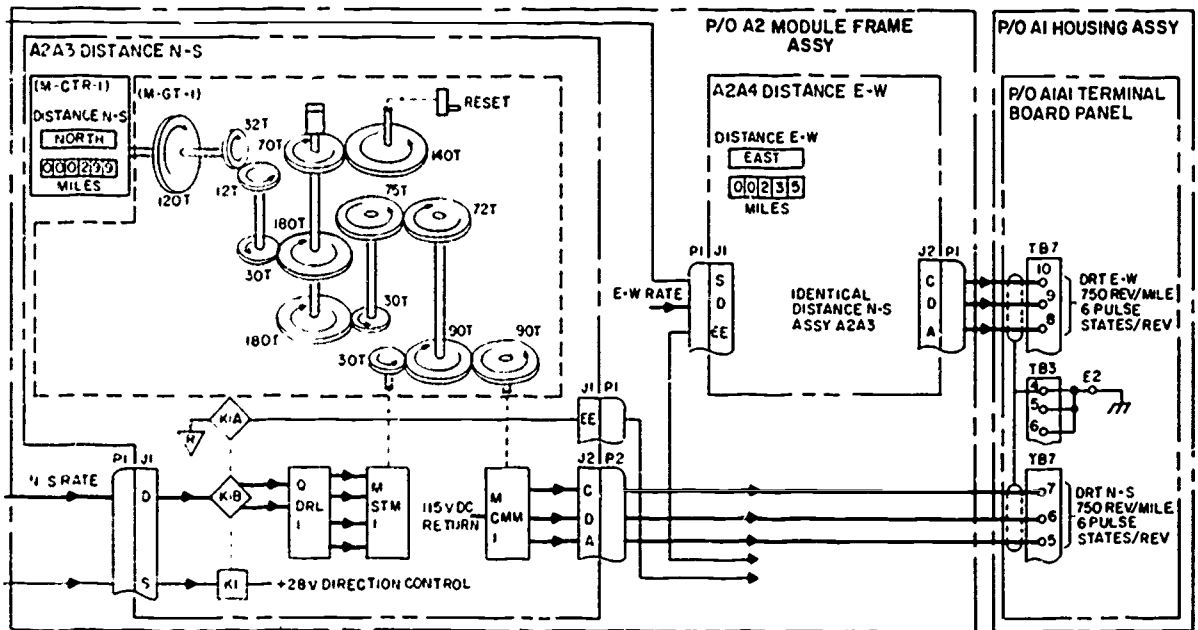 P/O A2 MODULE FRAME
ASSY
P/O A1 HOUSING ASSY
A2A3 DISTANCE N-S
(M-CTR-1)
(M-GT-1)
DISTANCE N-S
NORTH
000299
MILES
RESET
32T
70T
140T
12T
120T
75T
72T
180T
30T
180T
30T
30T
90T
90T
A2A4 DISTANCE E-W
DISTANCE E-W
EAST
00235
MILES
P1 J1
S
D
EE
E-W RATE
IDENTICAL
DISTANCE N-S
ASSY A2A3
J2 P1
C
D
A
P/O A1A1 TERMINAL
BOARD PANEL
TB7
10
9
8
DRT E-W
750 REV/MILE
6 PULSE
STATES/REV
TB3
4
5
6
E2
TB7
7
6
5
DRT N-S
750 REV/MILE
6 PULSE
STATES/REV
K1A
R
J1 P1
EE
P1 J1
N-S RATE
D
S
K1B
Q
DRL
1
M
STM
1
115V DC
RETURN
M
CMM
1
J2 P2
C
D
A
K1
+28V DIRECTION CONTROL